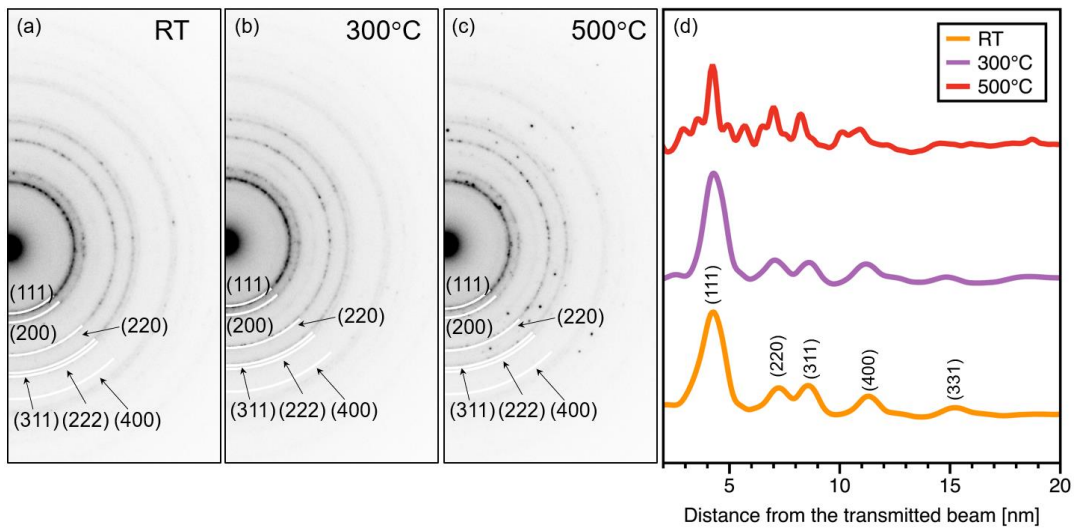 (a) RT
(111)
(200)
(220)
(311) (222) (400)
(b) 300°C
(111)
(200)
(220)
(311) (222) (400)
(c) 500°C
(111)
(200)
(220)
(311) (222) (400)
(d)
RT
300°C
500°C
(111)
(220)
(311)
(400)
(331)
5 10 15 20
Distance from the transmitted beam [nm]